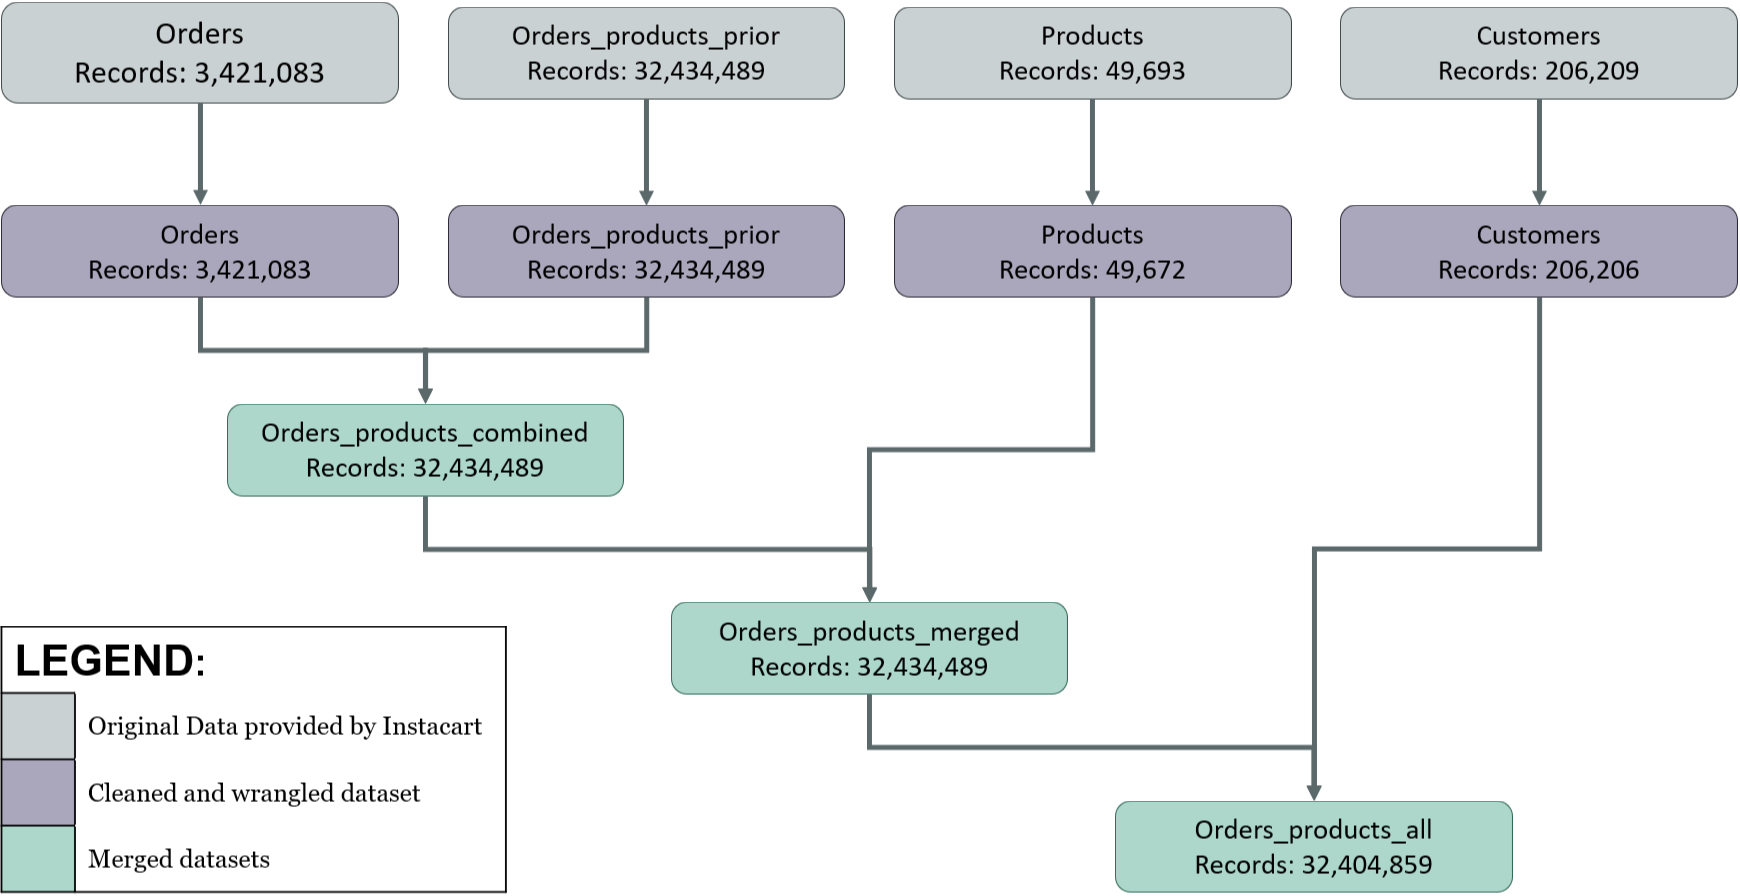 Orders
Records: 3,421,083
Orders_products_prior
Records: 32,434,489
Products
Records: 49,693
Customers
Records: 206,209
Orders
Records: 3,421,083
Orders_products_prior
Records: 32,434,489
Products
Records: 49,672
Customers
Records: 206,206
Orders_products_combined
Records: 32,434,489
Orders_products_merged
Records: 32,434,489
Orders_products_all
Records: 32,404,859
LEGEND:
Original Data provided by Instacart
Cleaned and wrangled dataset
Merged datasets